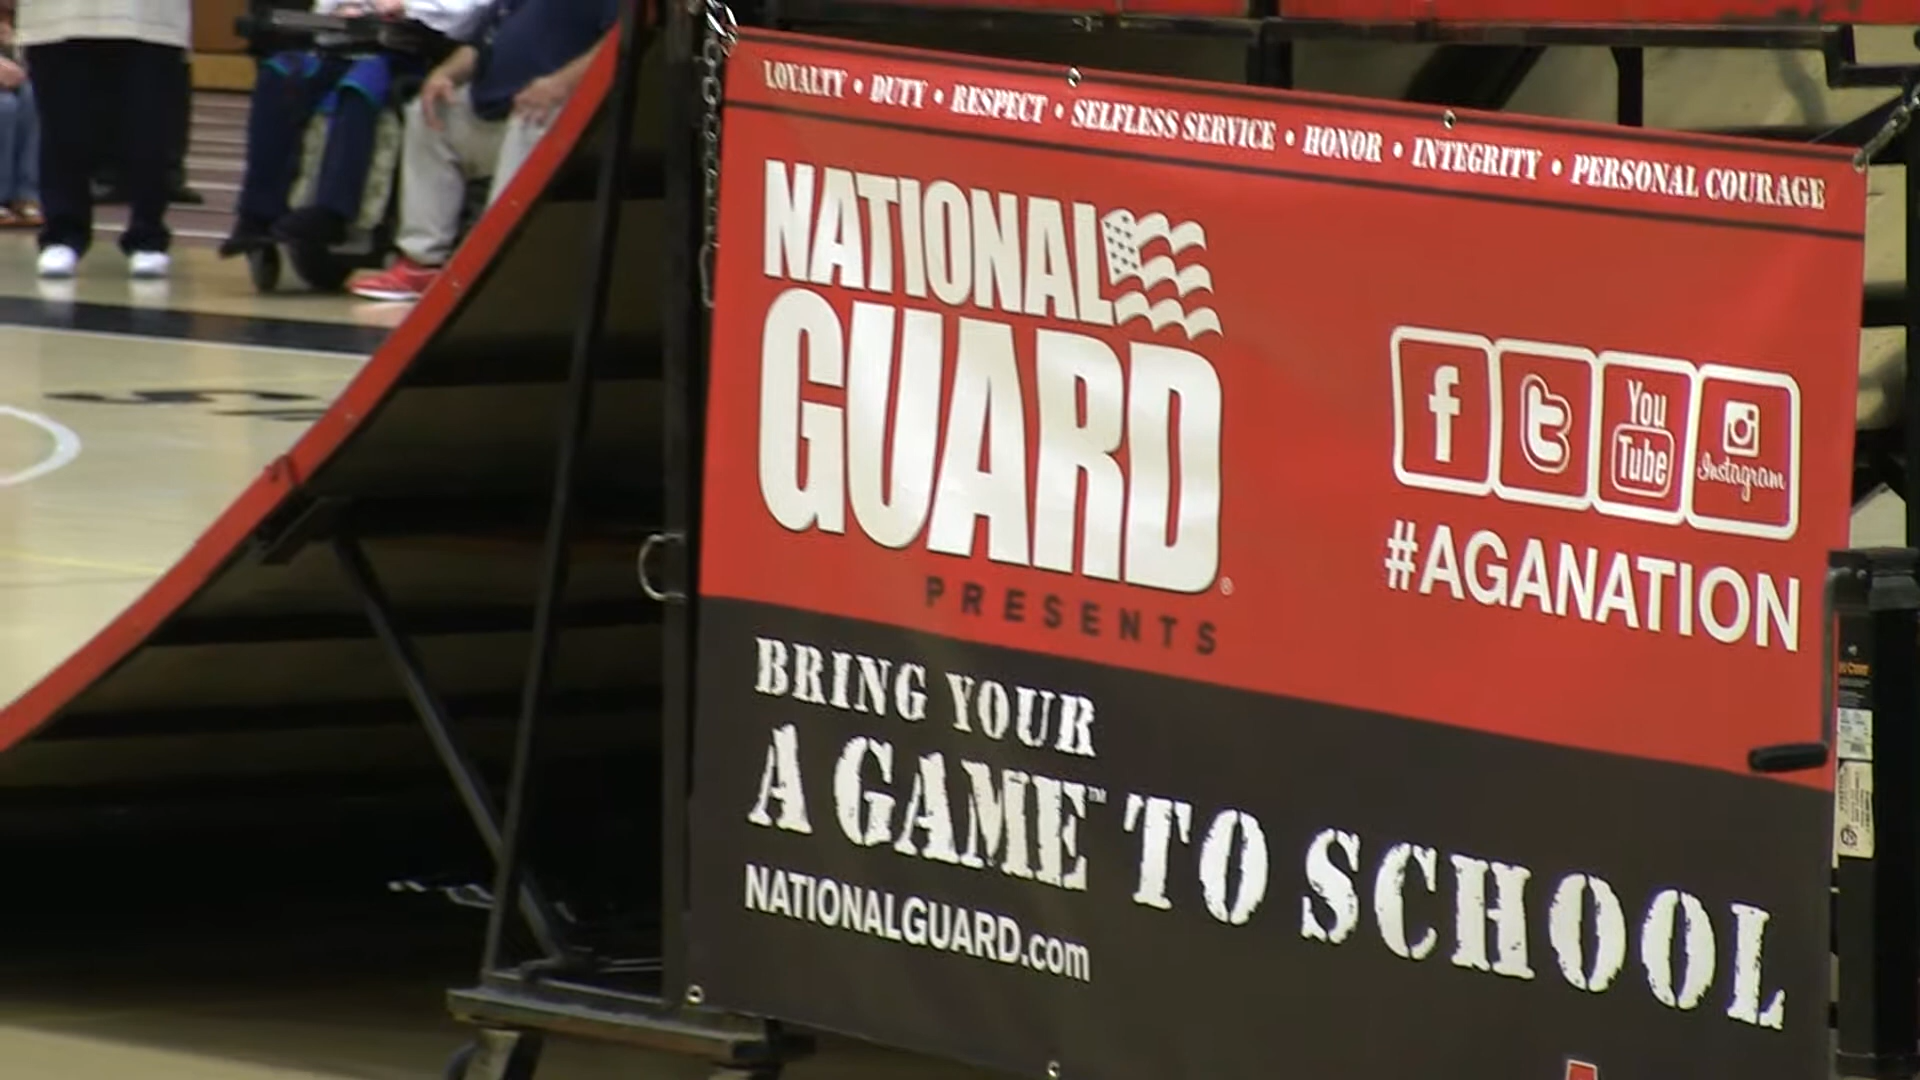 LOYALTY • DUTY • RESPECT • SELFLESS SERVICE • HONOR • INTEGRITY • PERSONAL COURAGE
NATIONAL
GUARD®
PRESENTS
f t You Tube Instagram
#AGANATION
BRING YOUR
A GAME™ TO SCHOOL
NATIONALGUARD.com